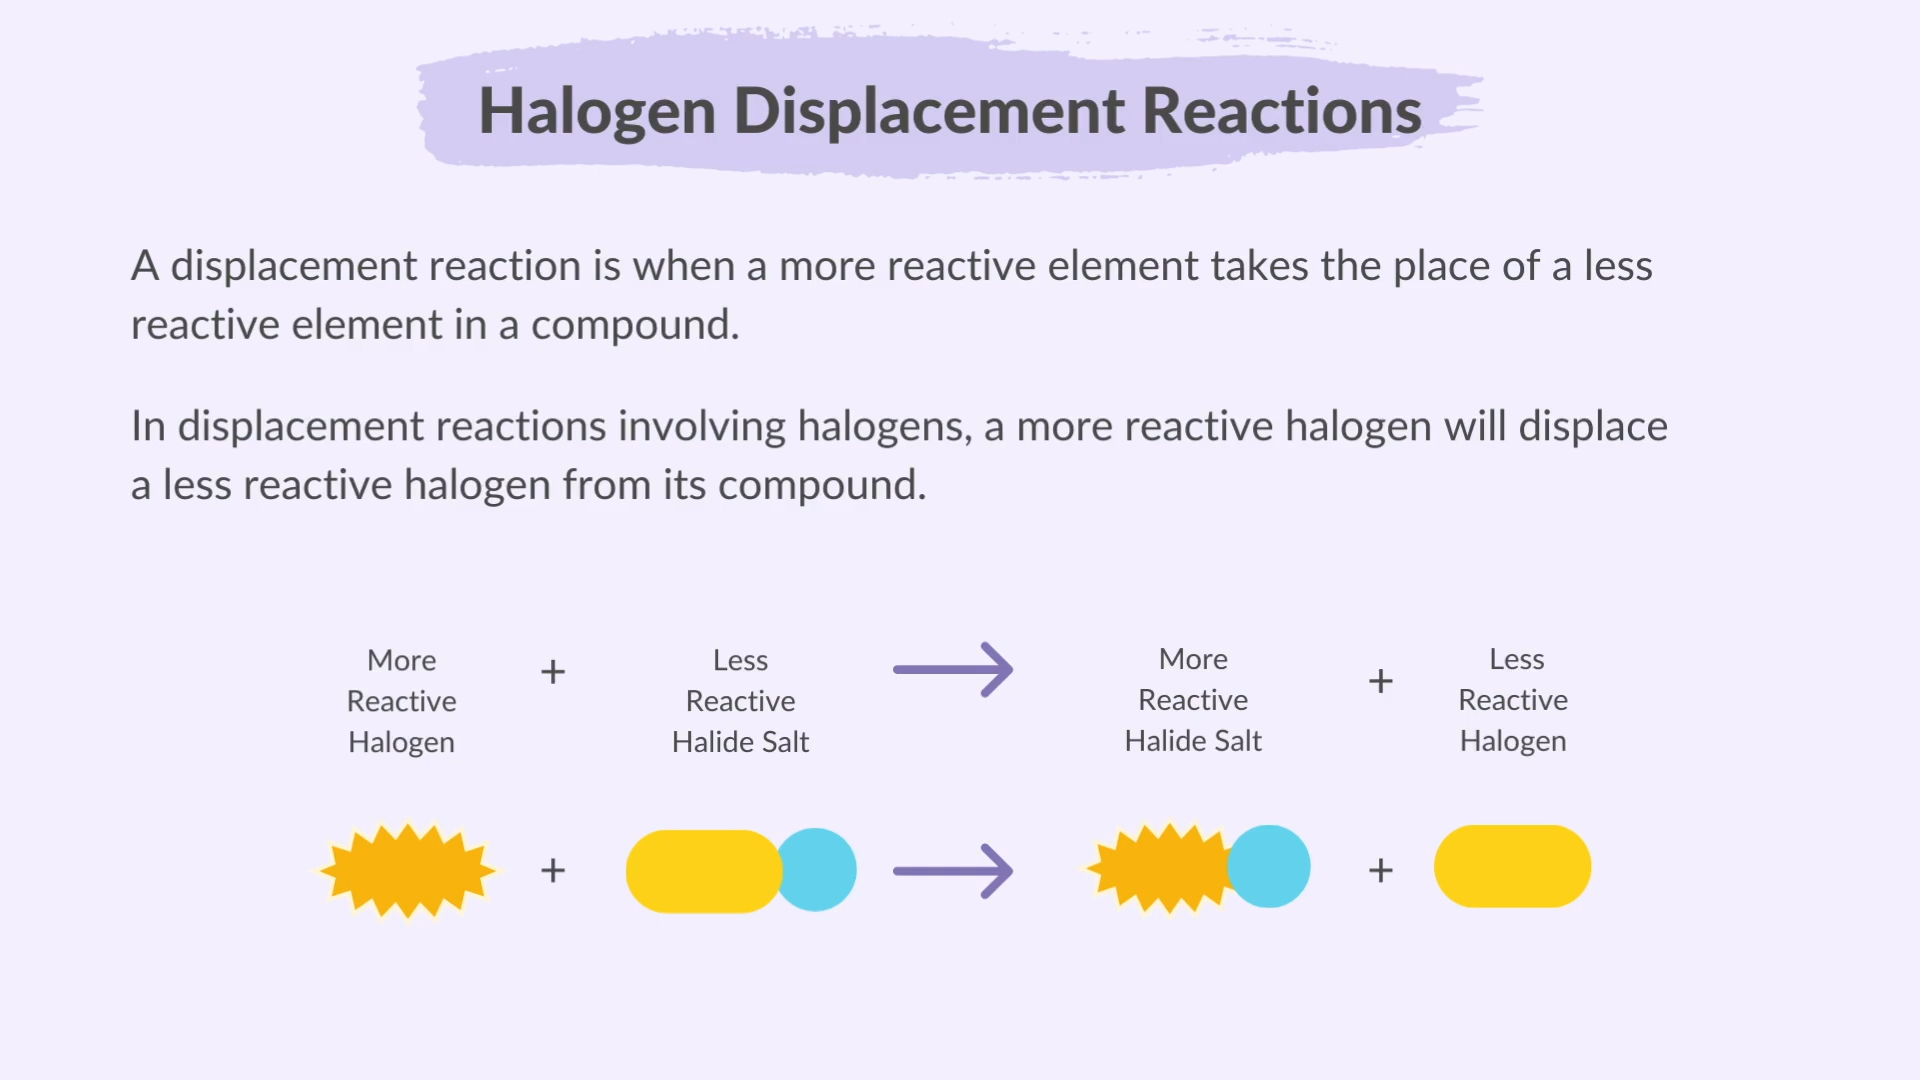 Halogen Displacement Reactions
A displacement reaction is when a more reactive element takes the place of a less
reactive element in a compound.
In displacement reactions involving halogens, a more reactive halogen will displace
a less reactive halogen from its compound.
More
Reactive
Halogen
+
Less
Reactive
Halide Salt
More
Reactive
Halide Salt
+
Less
Reactive
Halogen
+
+